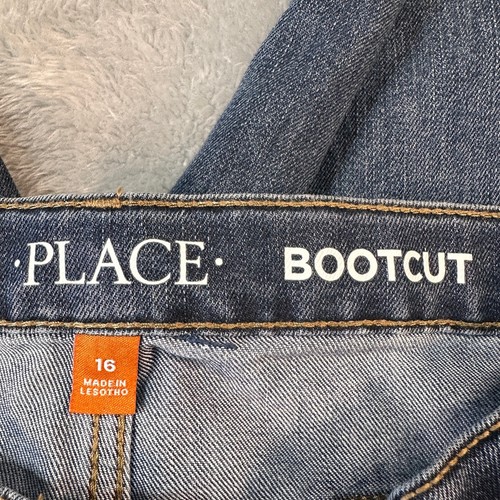 ·PLACE·
BOOTCUT
16
MADE IN
LESOTHO